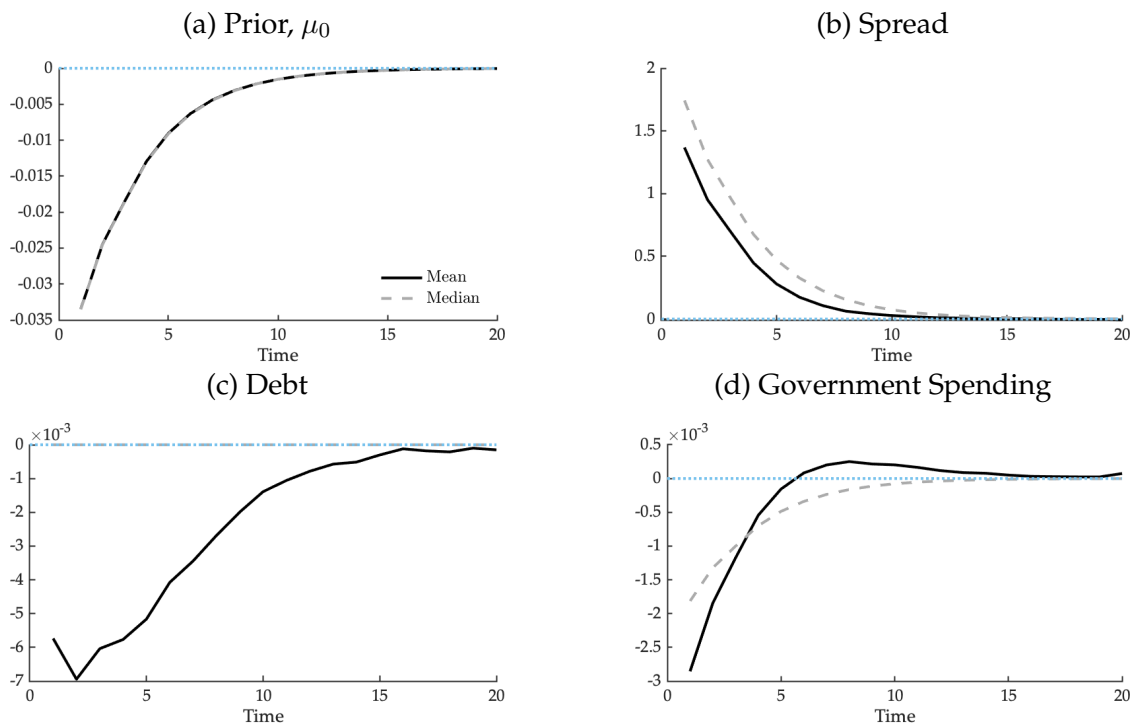 (a) Prior, μ₀
0
-0.005
-0.01
-0.015
-0.02
-0.025
-0.03
-0.035
0 5 10 15 20
Time
Mean
Median
(b) Spread
2
1.5
1
0.5
0
0 5 10 15 20
Time
(c) Debt
×10⁻³
0
-1
-2
-3
-4
-5
-6
-7
0 5 10 15 20
Time
(d) Government Spending
×10⁻³
0.5
0
-0.5
-1
-1.5
-2
-2.5
-3
0 5 10 15 20
Time